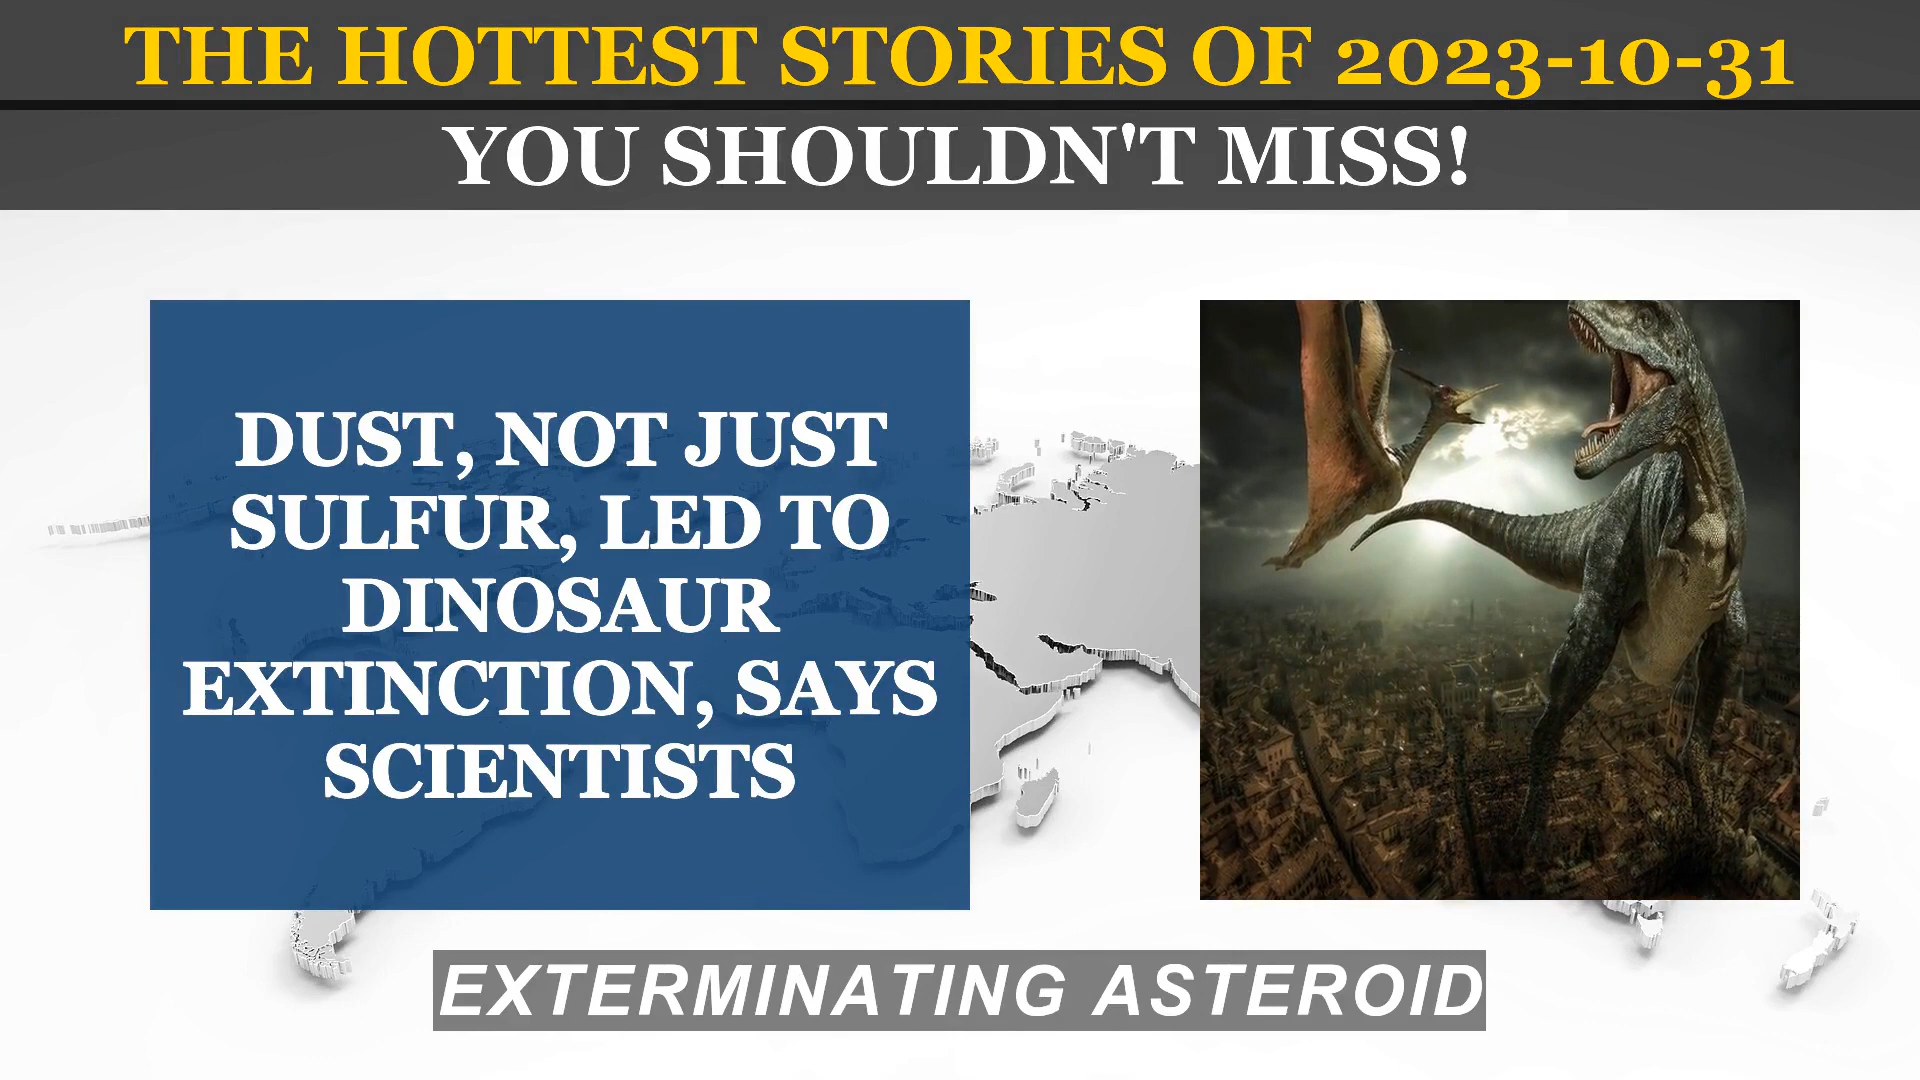 THE HOTTEST STORIES OF 2023-10-31
YOU SHOULDN'T MISS!
DUST, NOT JUST
SULFUR, LED TO
DINOSAUR
EXTINCTION, SAYS
SCIENTISTS
EXTERMINATING ASTEROID